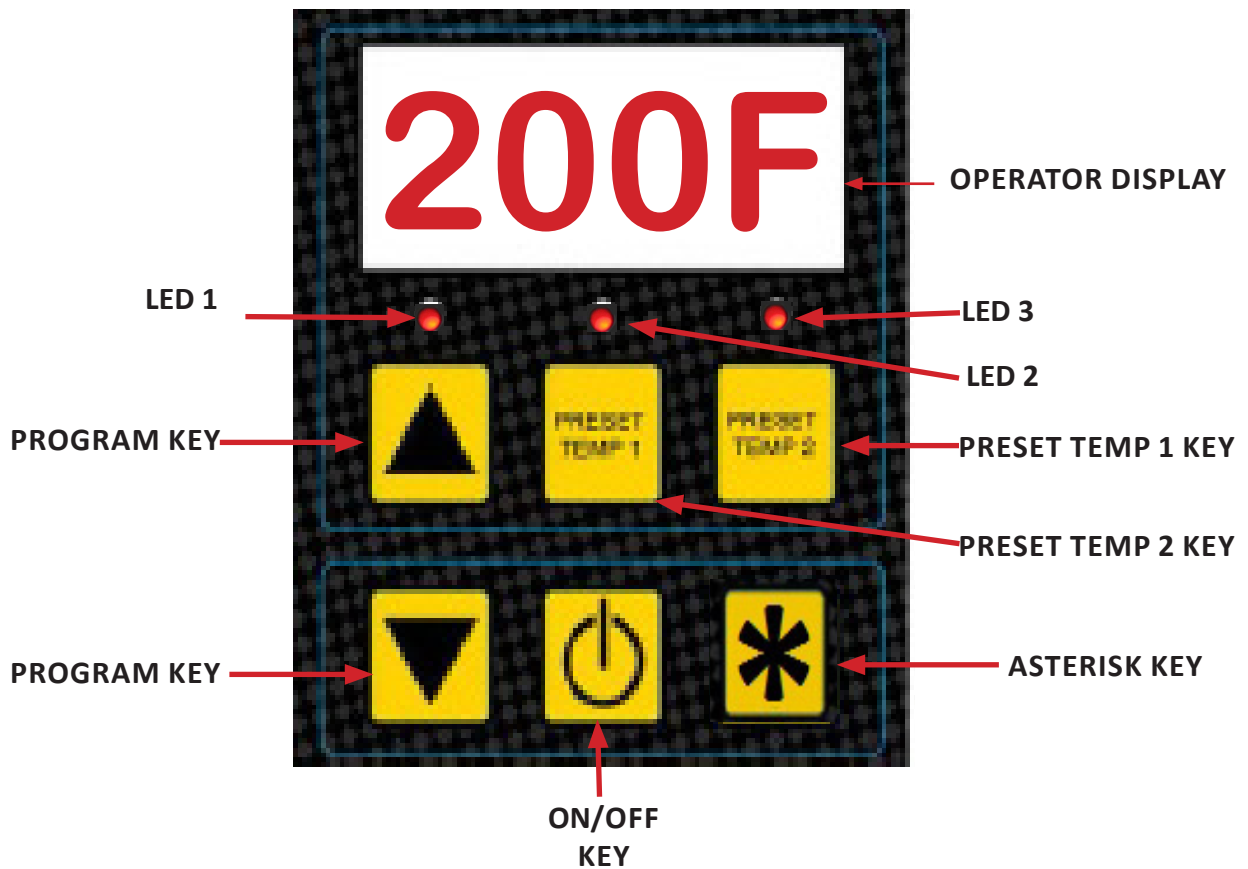 200F
OPERATOR DISPLAY
LED 1
LED 3
LED 2
PRESET
TEMP 1
PRESET
TEMP 2
PROGRAM KEY
PRESET TEMP 1 KEY
PRESET TEMP 2 KEY
PROGRAM KEY
ASTERISK KEY
ON/OFF
KEY